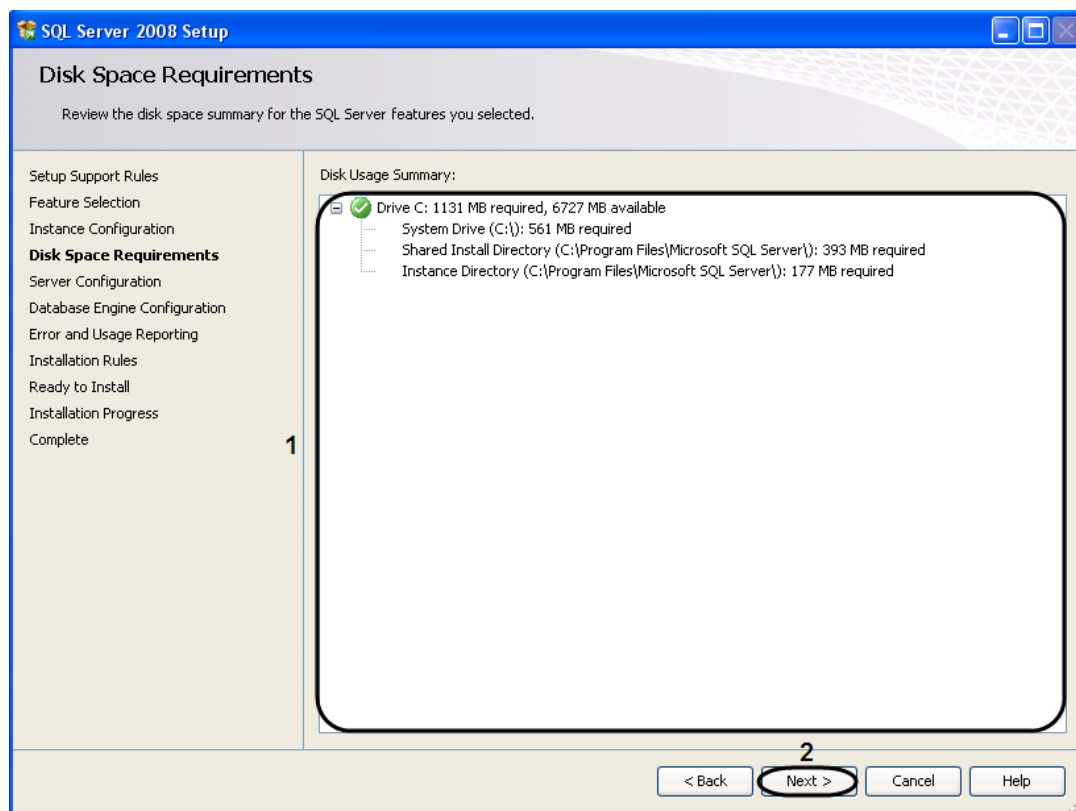 SQL Server 2008 Setup
Disk Space Requirements
Review the disk space summary for the SQL Server features you selected.
Setup Support Rules
Feature Selection
Instance Configuration
Disk Space Requirements
Server Configuration
Database Engine Configuration
Error and Usage Reporting
Installation Rules
Ready to Install
Installation Progress
Complete
1
Disk Usage Summary:
Drive C: 1131 MB required, 6727 MB available
System Drive (C:\): 561 MB required
Shared Install Directory (C:\Program Files\Microsoft SQL Server\): 393 MB required
Instance Directory (C:\Program Files\Microsoft SQL Server\): 177 MB required
2
< Back Next > Cancel Help